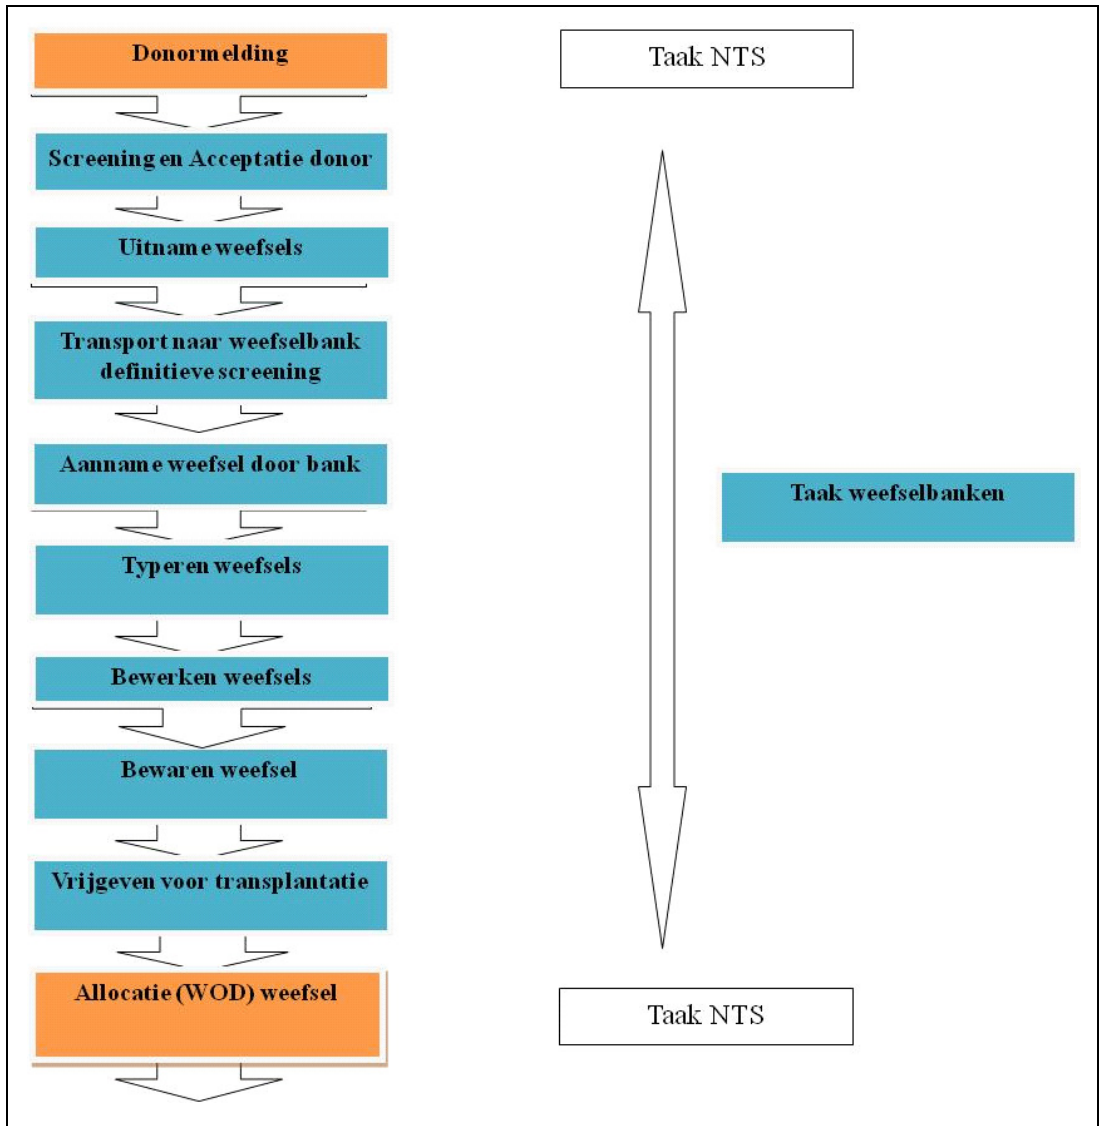 Donormelding
Taak NTS
Screening en Acceptatie donor
Uitname weefsels
Transport naar weefselbank
definitieve screening
Aanname weefsel door bank
Taak weefselbanken
Typeren weefsels
Bewerken weefsels
Bewaren weefsel
Vrijgeven voor transplantatie
Allocatie (WOD) weefsel
Taak NTS